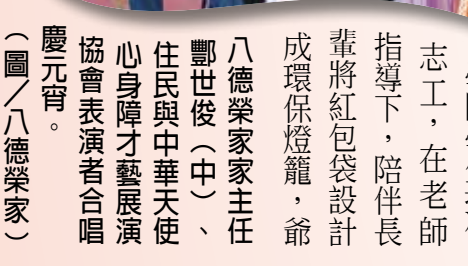 志工，在老師
指導下，陪伴長
輩將紅包袋設計
成環保燈籠，爺
八德榮家家主任
酆世俊（中）、
住民與中華天使
心身障才藝展演
協會表演者合唱
慶元宵。
（圖／八德榮家）